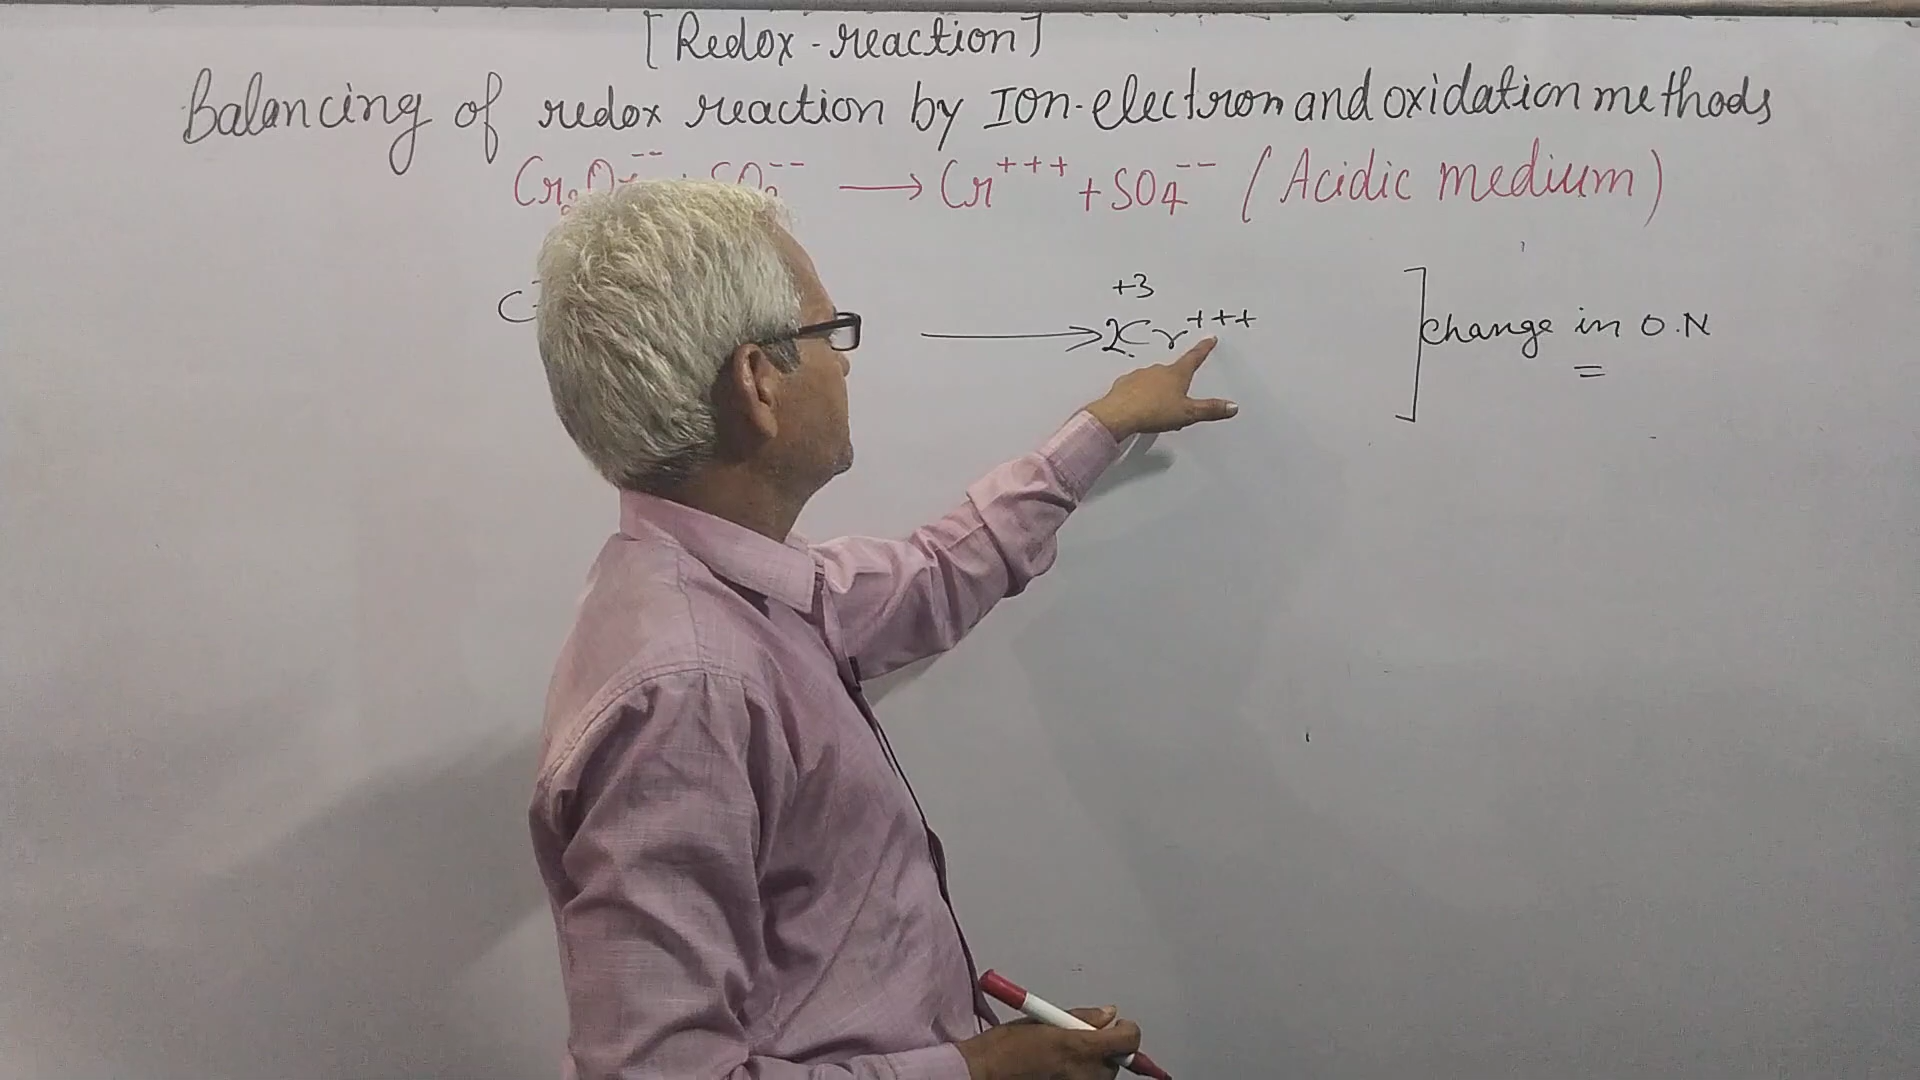 [Redox-reaction]
Balancing of redox reaction by Ion-electron and oxidation methods
⟶ Cr+++ + SO4-- (Acidic medium)
+3
⟶ 2Cr+++ ] change in O.N